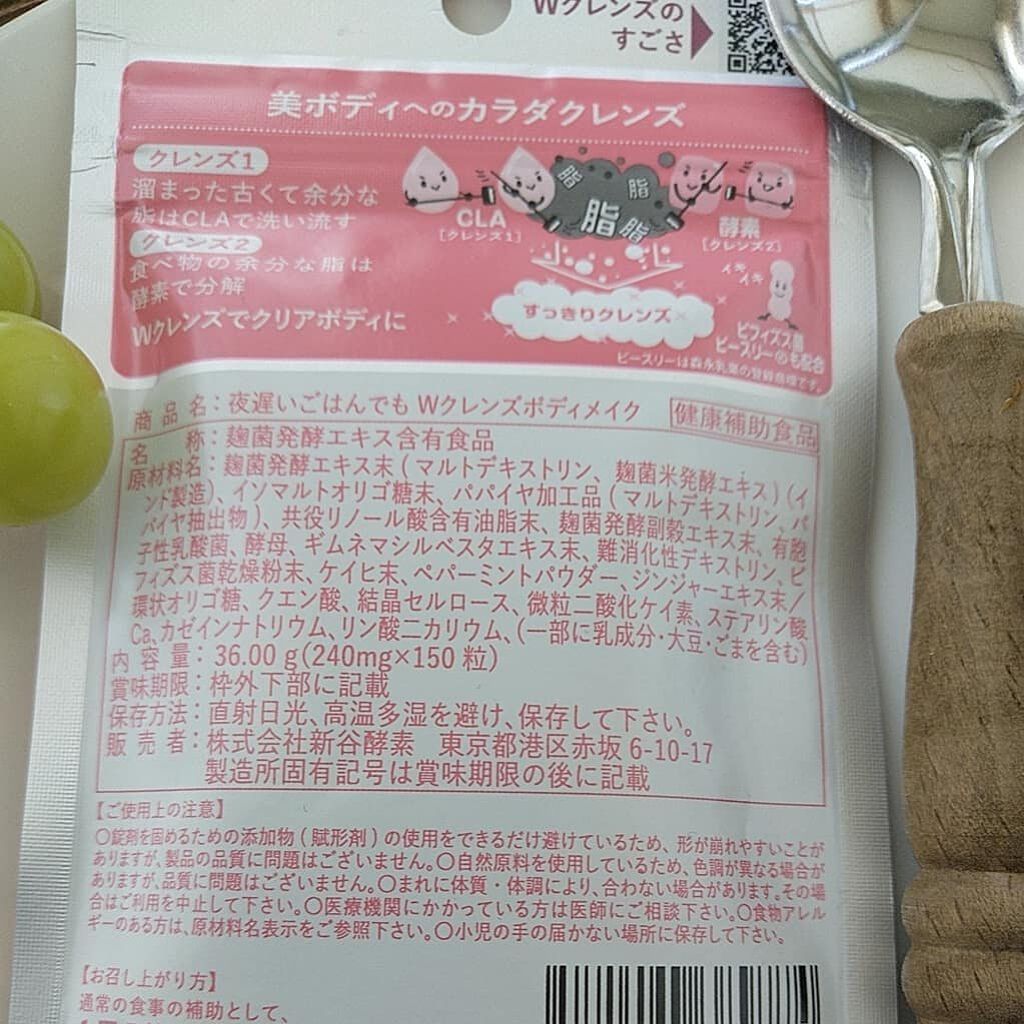 Wクレンズの
すごさ
美ボディへのカラダクレンズ
クレンズ1
溜まった古くて余分な
脂はCLAで洗い流す
クレンズ2
食べ物の余分な脂は
酵素で分解
Wクレンズでクリアボディに
脂 脂
脂 脂
CLA
[クレンズ1]
酵素
[クレンズ2]
イキ
イキ
すっきりクレンズ
ビフィズス菌
ビースリー®も配合
ビースリーは森永乳業の登録商標です。
商品名：夜遅いごはんでも Wクレンズボディメイク 健康補助食品
名称：麹菌発酵エキス含有食品
原材料名：麹菌発酵エキス末 ( マルトデキストリン、麹菌米発酵エキス ) (イ
ンド製造)、イソマルトオリゴ糖末、パパイヤ加工品 ( マルトデキストリン、パ
パイヤ抽出物 )、共役リノール酸含有油脂末、麹菌発酵副穀エキス末、有胞
子性乳酸菌、酵母、ギムネマシルベスタエキス末、難消化性デキストリン、ビ
フィズス菌乾燥粉末、ケイヒ末、ペパーミントパウダー、ジンジャーエキス末／
環状オリゴ糖、クエン酸、結晶セルロース、微粒二酸化ケイ素、ステアリン酸
Ca、カゼインナトリウム、リン酸二カリウム、(一部に乳成分・大豆・ごまを含む)
内容量：36.00 g(240mg×150 粒)
賞味期限：枠外下部に記載
保存方法：直射日光、高温多湿を避け、保存して下さい。
販売者：株式会社新谷酵素 東京都港区赤坂 6-10-17
製造所固有記号は賞味期限の後に記載
【ご使用上の注意】
〇錠剤を固めるための添加物 ( 賦形剤 ) の使用をできるだけ避けているため、形が崩れやすいことが
ありますが、製品の品質に問題はございません。〇自然原料を使用しているため、色調が異なる場合が
ありますが、品質に問題はございません。〇まれに体質・体調により、合わない場合があります。その場
合はご利用を中止して下さい。〇医療機関にかかっている方は医師にご相談下さい。〇食物アレル
ギーのある方は、原材料名表示をご参照下さい。〇小児の手の届かない場所に保存して下さい。
【お召し上がり方】
通常の食事の補助として、